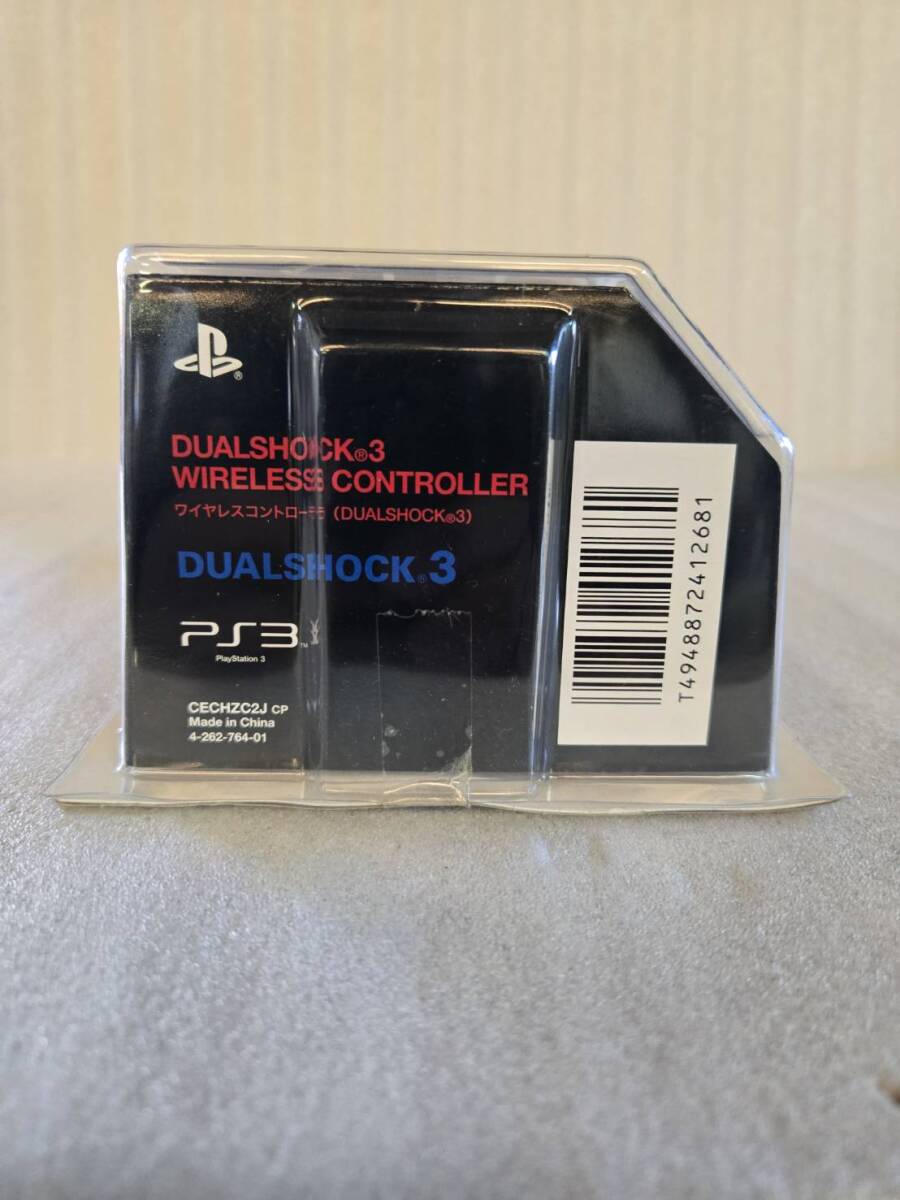 DUALSHOCK®3
WIRELESS CONTROLLER
ワイヤレスコントローラ (DUALSHOCK®3)
DUALSHOCK®3
PS3™
PlayStation 3
CECHZC2J CP
Made in China
4-262-764-01
T4948872412681